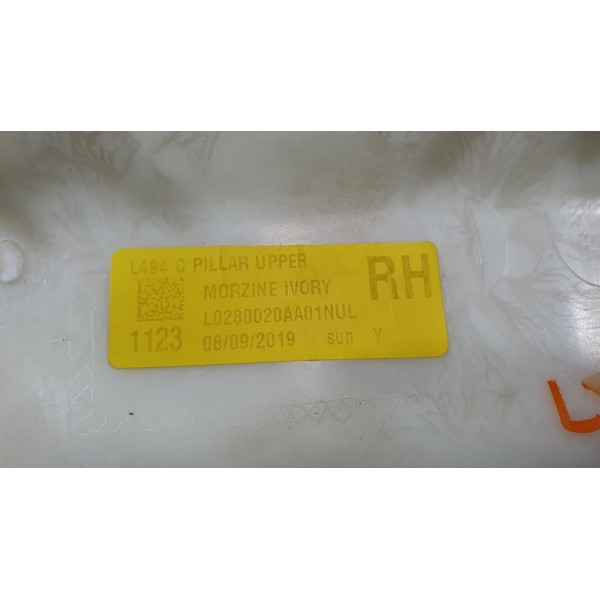 L494 C PILLAR UPPER
RH
MORZINE IVORY
L0280020AA01NUL
1123 08/09/2019 sun Y